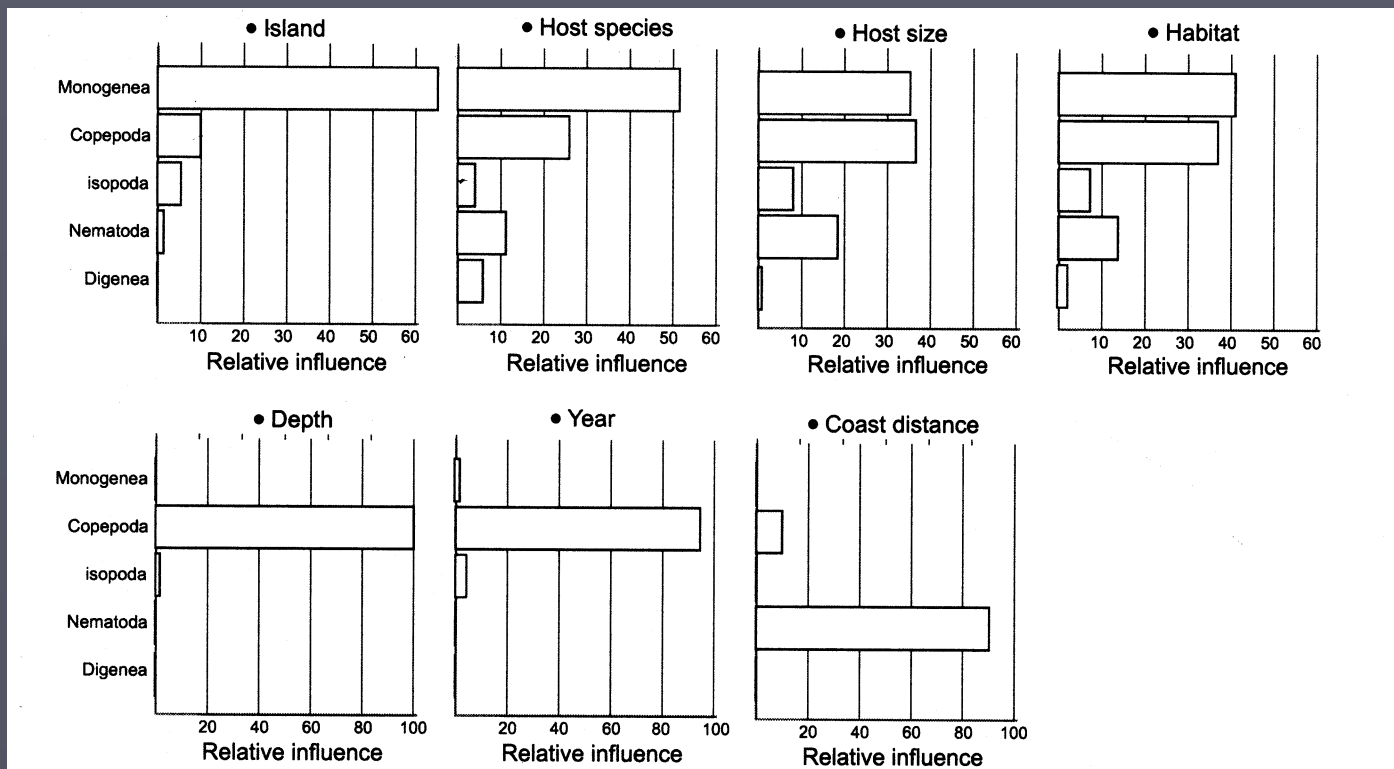 • Island
• Host species
• Host size
• Habitat
Monogenea
Copepoda
isopoda
Nematoda
Digenea
10 20 30 40 50 60
10 20 30 40 50 60
10 20 30 40 50 60
10 20 30 40 50 60
Relative influence
Relative influence
Relative influence
Relative influence
• Depth
• Year
• Coast distance
Monogenea
Copepoda
isopoda
Nematoda
Digenea
20 40 60 80 100
20 40 60 80 100
20 40 60 80 100
Relative influence
Relative influence
Relative influence